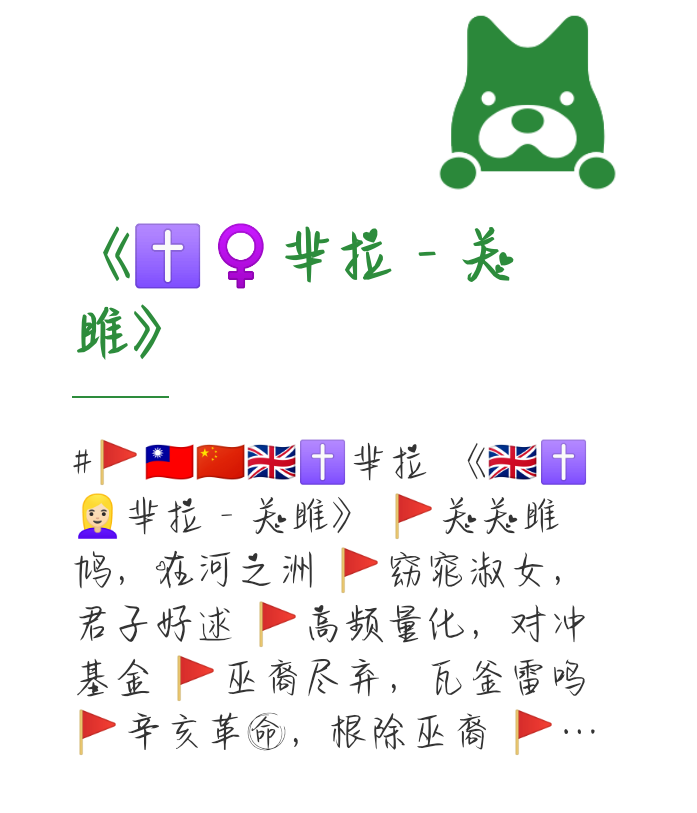 《✝️♀️芈拉 - 关
雎》
#🚩🇹🇼🇨🇳🇬🇧✝️芈拉 《🇬🇧✝️
👱🏻‍♀️芈拉 - 关雎》 🚩关关雎
鸠，在河之洲 🚩窈窕淑女，
君子好逑 🚩高频量化，对冲
基金 🚩巫裔尽弃，瓦釜雷鸣
🚩辛亥革命，根除巫裔 🚩…